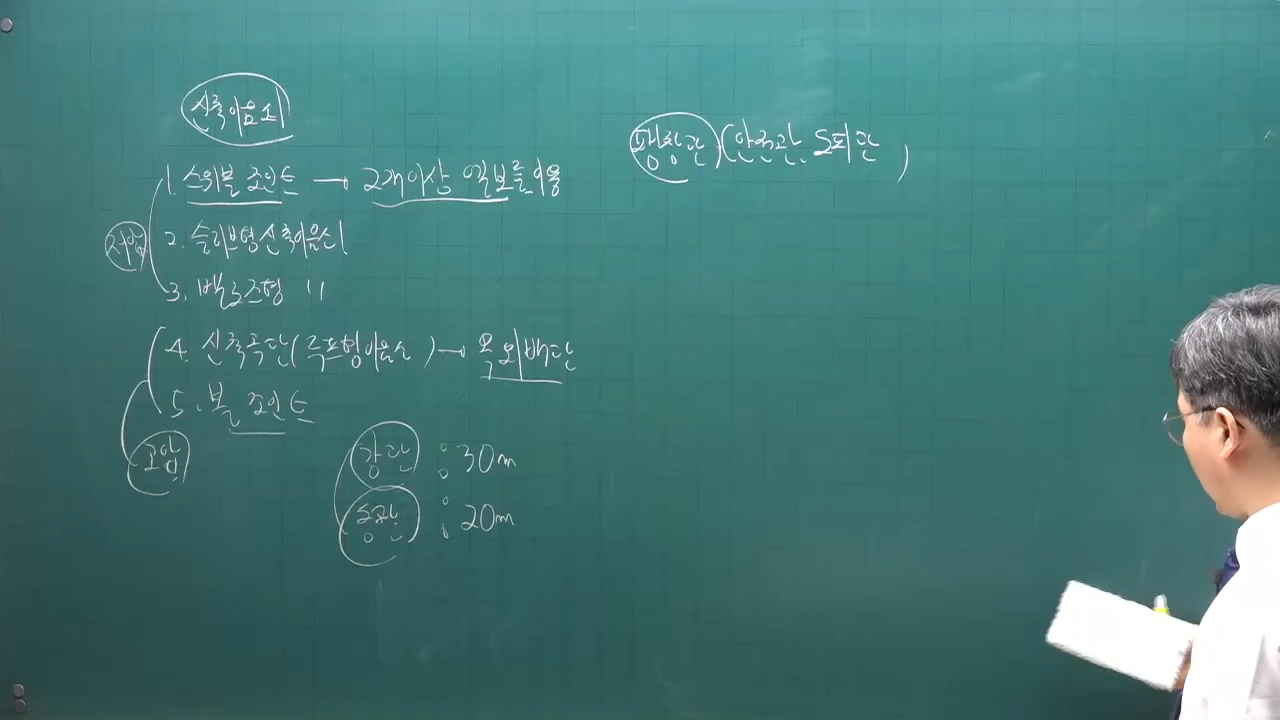 신축이음쇠
1. 스위블 조인트 → 2개이상 엘보를 이용
2. 슬리브형신축이음쇠
저압
3. 벨로즈형 〃
4. 신축곡관(루프형이음쇠) → 옥외배관
5. 볼 조인트
고압
강관 : 30m
동관 : 20m
팽창관(안전관, 도피관 )